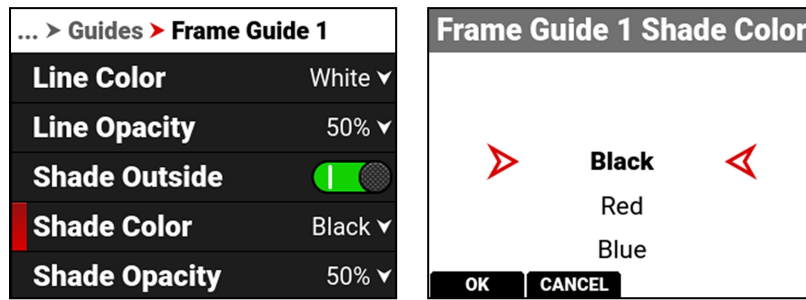 ... > Guides > Frame Guide 1
Line Color White
Line Opacity 50%
Shade Outside
Shade Color Black
Shade Opacity 50%
Frame Guide 1 Shade Color
Black
Red
Blue
OK CANCEL